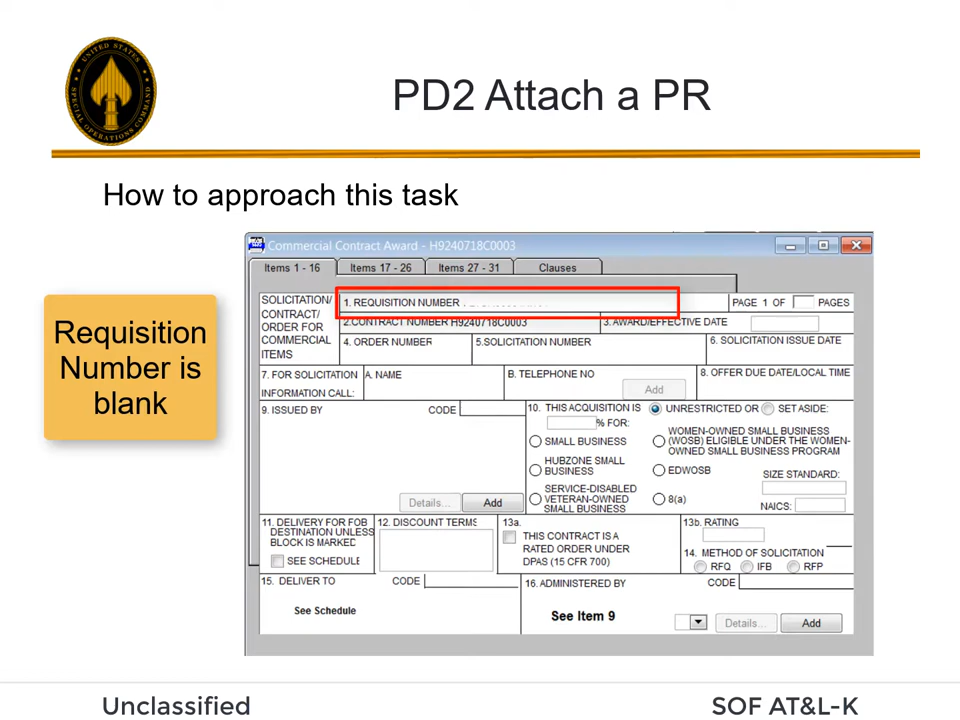 UNITED STATES
SPECIAL OPERATIONS COMMAND
PD2 Attach a PR
How to approach this task
Requisition
Number is
blank
Commercial Contract Award - H9240718C0003
Items 1 - 16
Items 17 - 26
Items 27 - 31
Clauses
SOLICITATION/
CONTRACT/
ORDER FOR
COMMERCIAL
ITEMS
1. REQUISITION NUMBER
PAGE 1 OF
PAGES
2.CONTRACT NUMBER H9240718C0003
3. AWARD/EFFECTIVE DATE
4. ORDER NUMBER
5.SOLICITATION NUMBER
6. SOLICITATION ISSUE DATE
7. FOR SOLICITATION
INFORMATION CALL:
A. NAME
B. TELEPHONE NO
Add
8. OFFER DUE DATE/LOCAL TIME
9. ISSUED BY
CODE
Details...
Add
10. THIS ACQUISITION IS
UNRESTRICTED OR
SET ASIDE:
% FOR:
SMALL BUSINESS
HUBZONE SMALL
BUSINESS
SERVICE-DISABLED
VETERAN-OWNED
SMALL BUSINESS
WOMEN-OWNED SMALL BUSINESS
(WOSB) ELIGIBLE UNDER THE WOMEN-
OWNED SMALL BUSINESS PROGRAM
EDWOSB
8(a)
SIZE STANDARD:
NAICS:
11. DELIVERY FOR FOB
DESTINATION UNLESS
BLOCK IS MARKED
SEE SCHEDULE
12. DISCOUNT TERMS
13a.
THIS CONTRACT IS A
RATED ORDER UNDER
DPAS (15 CFR 700)
13b. RATING
14. METHOD OF SOLICITATION
RFQ
IFB
RFP
15. DELIVER TO
CODE
See Schedule
16. ADMINISTERED BY
CODE
See Item 9
Details...
Add
Unclassified
SOF AT&L-K